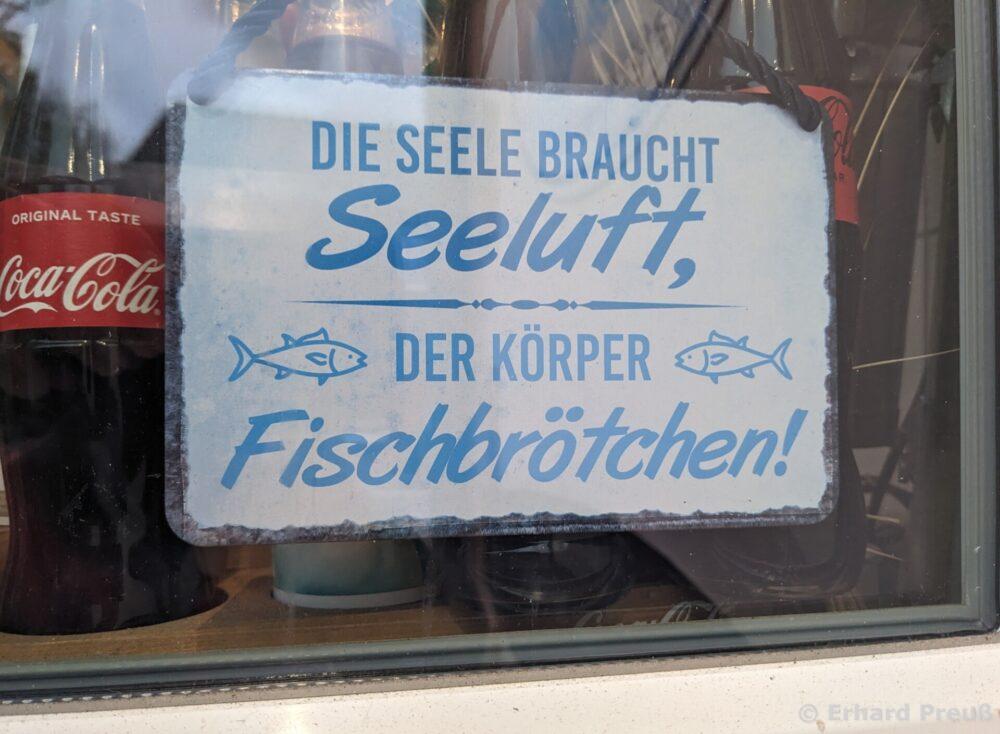 DIE SEELE BRAUCHT
Seeluft,
DER KÖRPER
Fischbrötchen!
ORIGINAL TASTE
Coca-Cola
© Erhard Preuß